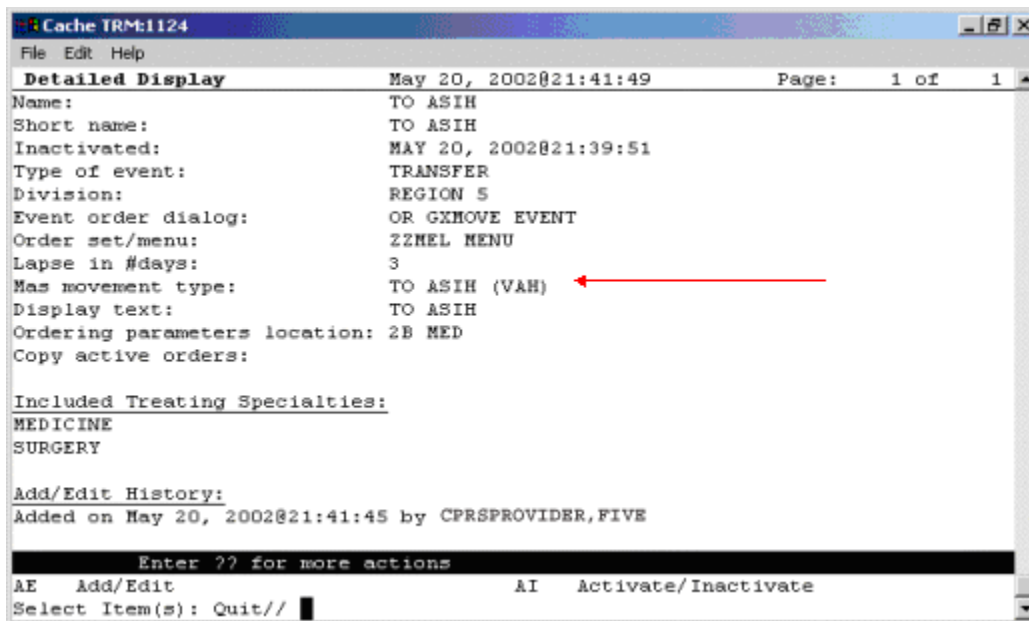 Cache TRM:1124
File Edit Help
Detailed Display May 20, 2002@21:41:49 Page: 1 of 1
Name: TO ASIH
Short name: TO ASIH
Inactivated: MAY 20, 2002@21:39:51
Type of event: TRANSFER
Division: REGION 5
Event order dialog: OR GXMOVE EVENT
Order set/menu: ZZMEL MENU
Lapse in #days: 3
Mas movement type: TO ASIH (VAH)
Display text: TO ASIH
Ordering parameters location: 2B MED
Copy active orders:
Included Treating Specialties:
MEDICINE
SURGERY
Add/Edit History:
Added on May 20, 2002@21:41:45 by CPRSPROVIDER,FIVE
Enter ?? for more actions
AE Add/Edit AI Activate/Inactivate
Select Item(s): Quit//